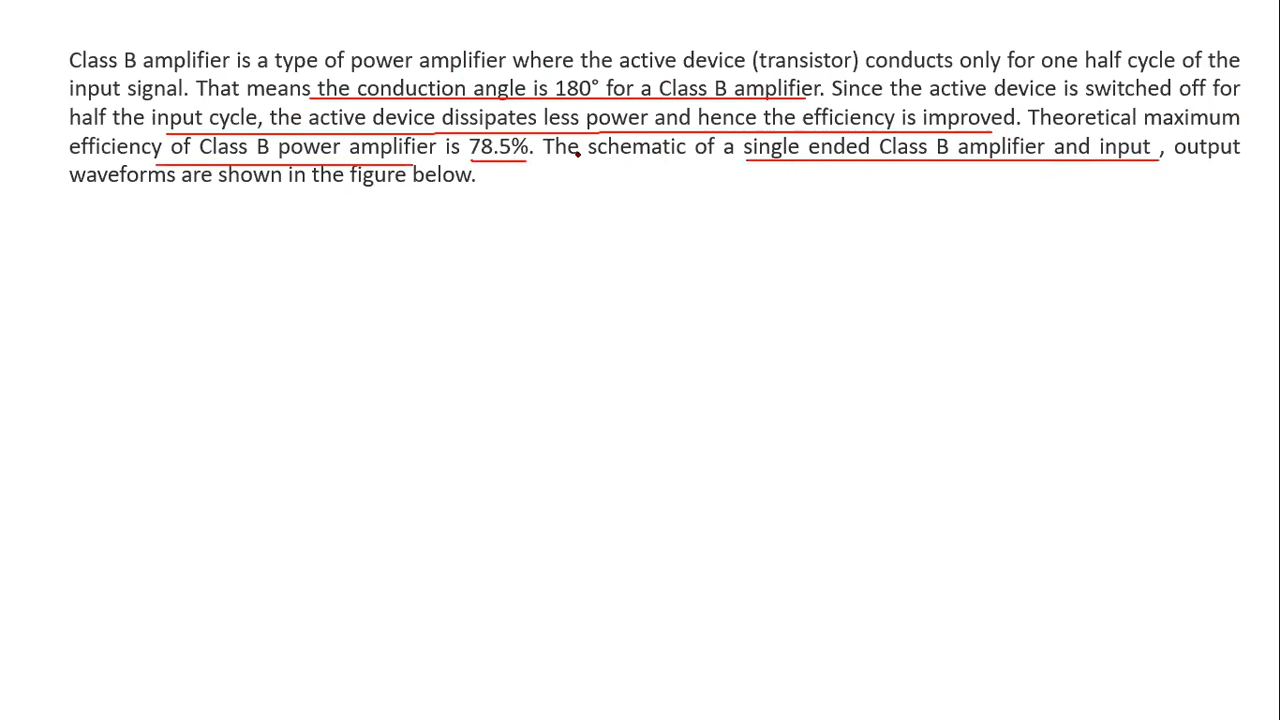 Class B amplifier is a type of power amplifier where the active device (transistor) conducts only for one half cycle of the
input signal. That means the conduction angle is 180° for a Class B amplifier. Since the active device is switched off for
half the input cycle, the active device dissipates less power and hence the efficiency is improved. Theoretical maximum
efficiency of Class B power amplifier is 78.5%. The schematic of a single ended Class B amplifier and input , output
waveforms are shown in the figure below.